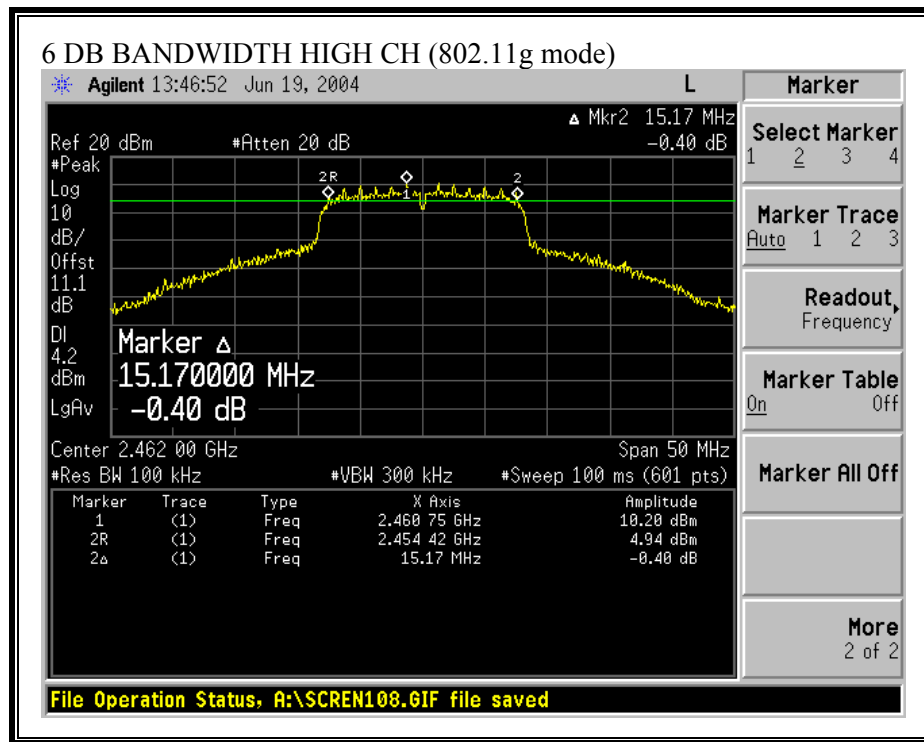 6 DB BANDWIDTH HIGH CH (802.11g mode)
Agilent 13:46:52 Jun 19, 2004 L
Marker
Δ Mkr2 15.17 MHz
Ref 20 dBm #Atten 20 dB -0.40 dB
#Peak
Log
10
dB/
Offst
11.1
dB
DI
4.2
dBm
LgAv
2R
1
2
Marker Δ
15.170000 MHz
-0.40 dB
Center 2.462 00 GHz Span 50 MHz
#Res BW 100 kHz #VBW 300 kHz #Sweep 100 ms (601 pts)
Marker Trace Type X Axis Amplitude
1 (1) Freq 2.460 75 GHz 10.20 dBm
2R (1) Freq 2.454 42 GHz 4.94 dBm
2Δ (1) Freq 15.17 MHz -0.40 dB
Select Marker
1 2 3 4
Marker Trace
Auto 1 2 3
Readout
Frequency
Marker Table
On Off
Marker All Off
More
2 of 2
File Operation Status, A:\SCREN108.GIF file saved